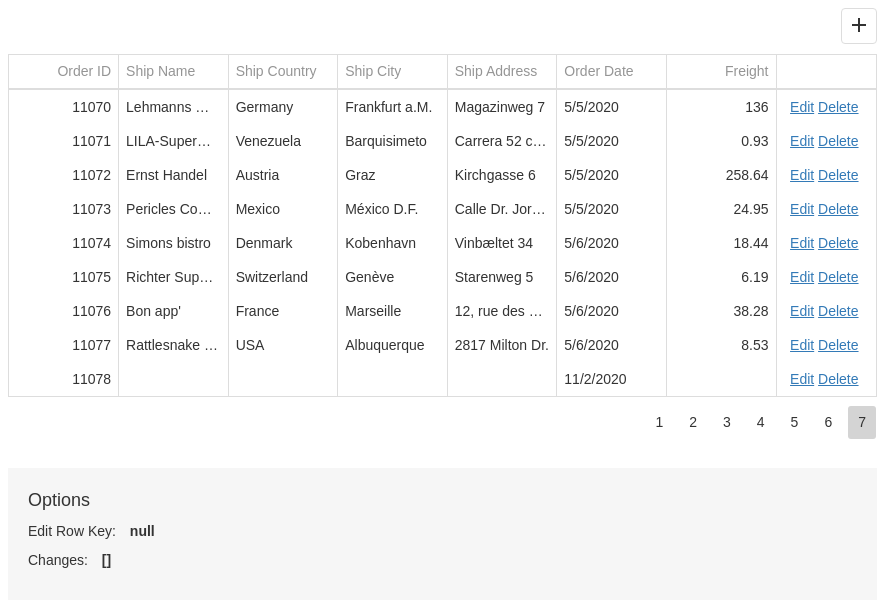 +
Order ID Ship Name Ship Country Ship City Ship Address Order Date Freight
11070 Lehmanns … Germany Frankfurt a.M. Magazinweg 7 5/5/2020 136 Edit Delete
11071 LILA-Super… Venezuela Barquisimeto Carrera 52 c… 5/5/2020 0.93 Edit Delete
11072 Ernst Handel Austria Graz Kirchgasse 6 5/5/2020 258.64 Edit Delete
11073 Pericles Co… Mexico México D.F. Calle Dr. Jor… 5/5/2020 24.95 Edit Delete
11074 Simons bistro Denmark Kobenhavn Vinbæltet 34 5/6/2020 18.44 Edit Delete
11075 Richter Sup… Switzerland Genève Starenweg 5 5/6/2020 6.19 Edit Delete
11076 Bon app' France Marseille 12, rue des … 5/6/2020 38.28 Edit Delete
11077 Rattlesnake … USA Albuquerque 2817 Milton Dr. 5/6/2020 8.53 Edit Delete
11078 11/2/2020 Edit Delete
1 2 3 4 5 6 7
Options
Edit Row Key: null
Changes: []